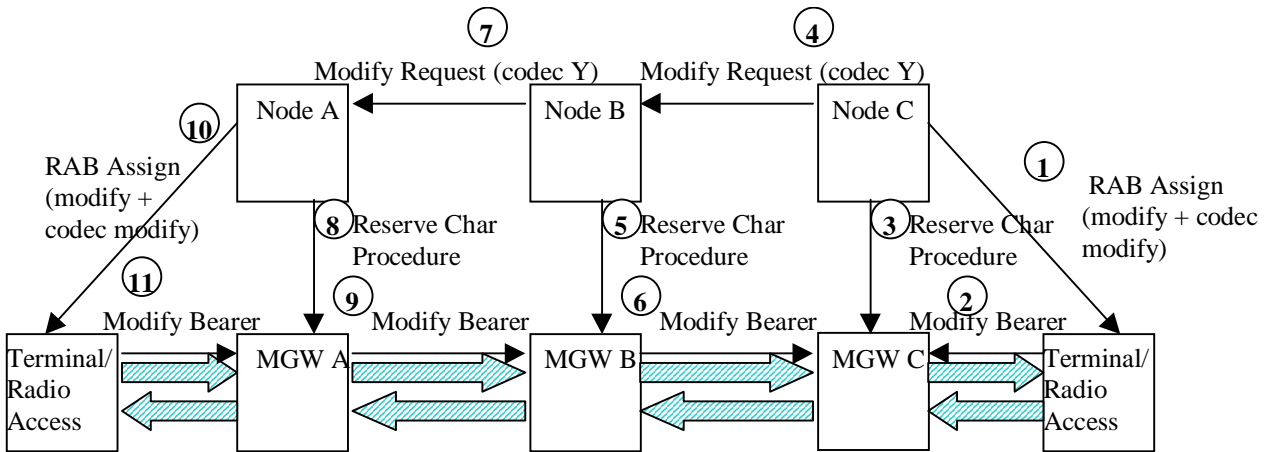 7
4
Modify Request (codec Y)
Modify Request (codec Y)
Node A
Node B
Node C
10
1
RAB Assign
(modify +
codec modify)
RAB Assign
(modify + codec
modify)
8
Reserve Char
Procedure
5
Reserve Char
Procedure
3
Reserve Char
Procedure
11
9
6
2
Modify Bearer
Modify Bearer
Modify Bearer
Modify Bearer
Terminal/
Radio
Access
MGW A
MGW B
MGW C
Terminal/
Radio
Access